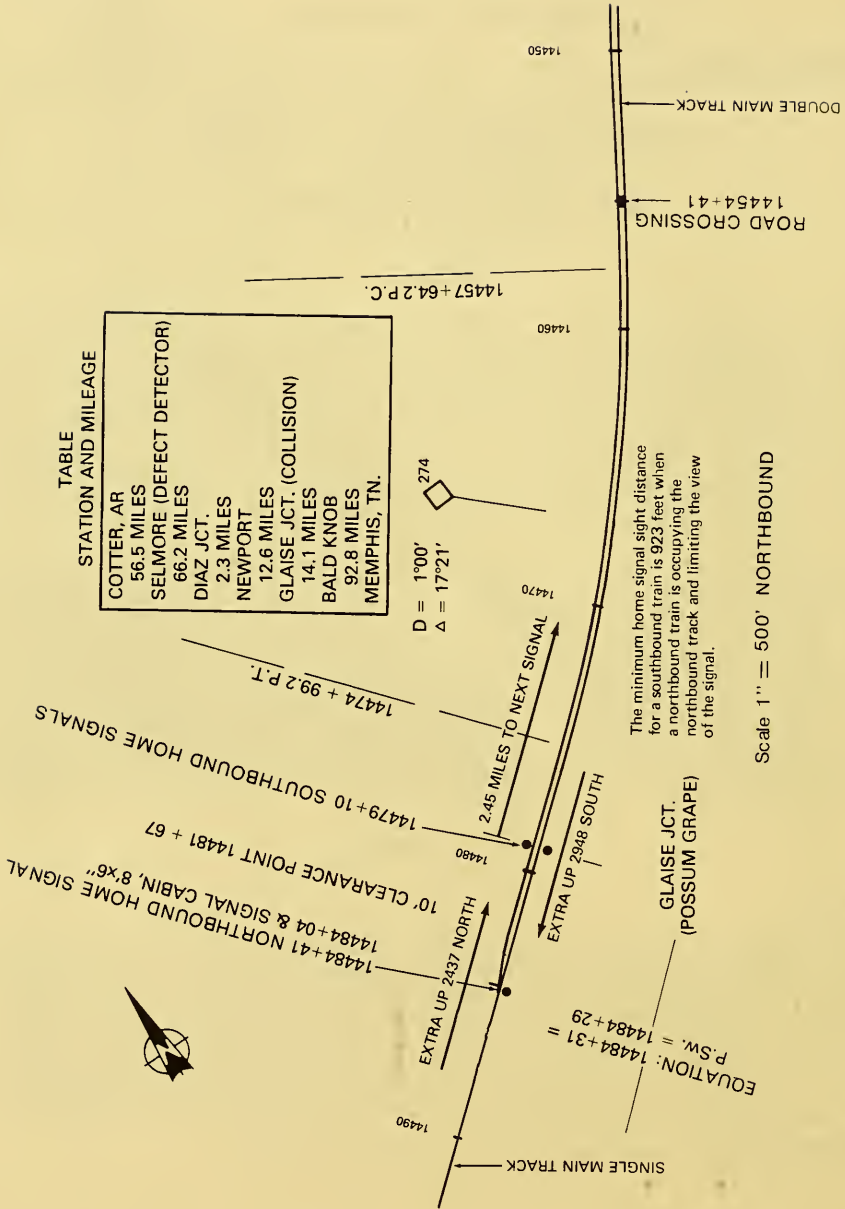 TABLE
STATION AND MILEAGE
COTTER, AR
56.5 MILES
SELMORE (DEFECT DETECTOR)
66.2 MILES
DIAZ JCT.
2.3 MILES
NEWPORT
12.6 MILES
GLAISE JCT. (COLLISION)
14.1 MILES
BALD KNOB
92.8 MILES
MEMPHIS, TN.
D = 1°00'
Δ = 17°21'
274
14450
DOUBLE MAIN TRACK
ROAD CROSSING
14454+41
14457+64.2 P.C.
14460
14470
14474 + 99.2 P.T.
2.45 MILES TO NEXT SIGNAL
14479+10 SOUTHBOUND HOME SIGNALS
14480
10' CLEARANCE POINT 14481 + 67
14484+04 & SIGNAL CABIN, 8'x6"
14484+41 NORTHBOUND HOME SIGNAL
EXTRA UP 2437 NORTH
EXTRA UP 2948 SOUTH
14490
SINGLE MAIN TRACK
GLAISE JCT.
(POSSUM GRAPE)
EQUATION: 14484+31 =
P.Sw. = 14484+29
The minimum home signal sight distance
for a southbound train is 923 feet when
a northbound train is occupying the
northbound track and limiting the view
of the signal.
Scale 1" = 500' NORTHBOUND